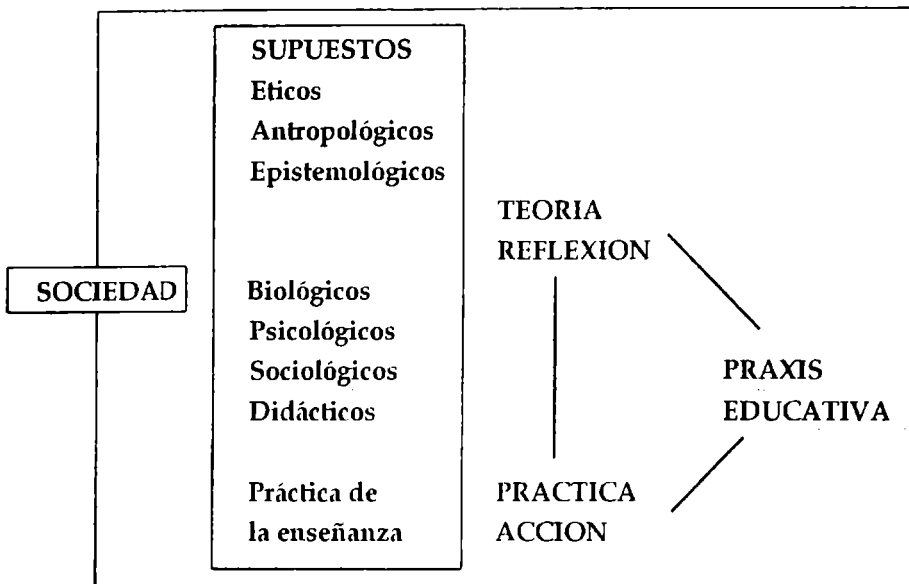 SUPUESTOS
Eticos
Antropológicos
Epistemológicos
TEORIA
REFLEXION
SOCIEDAD
Biológicos
Psicológicos
Sociológicos
Didácticos
PRAXIS
EDUCATIVA
Práctica de
la enseñanza
PRACTICA
ACCION